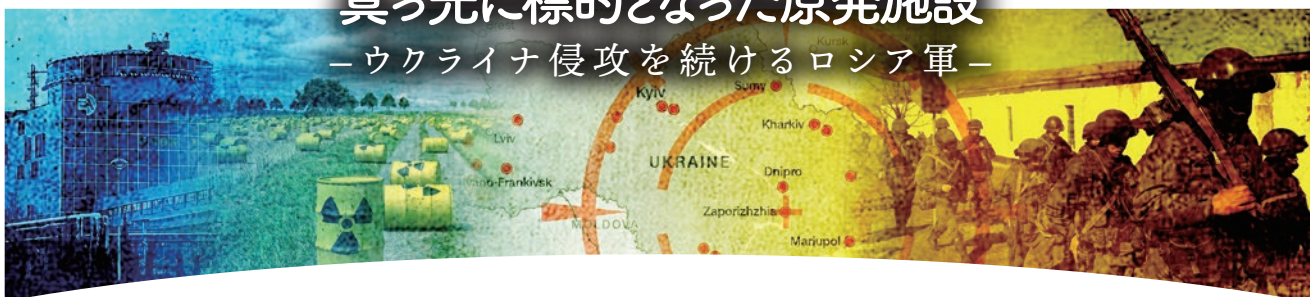 真っ先に標的となった原発施設
–ウクライナ侵攻を続けるロシア軍–
Kursk
Kyiv
Sumy
Lviv
Kharkiv
UKRAINE
Dnipro
ano-Frankivsk
Zaporizhzhia
MOLDOVA
Mariupol